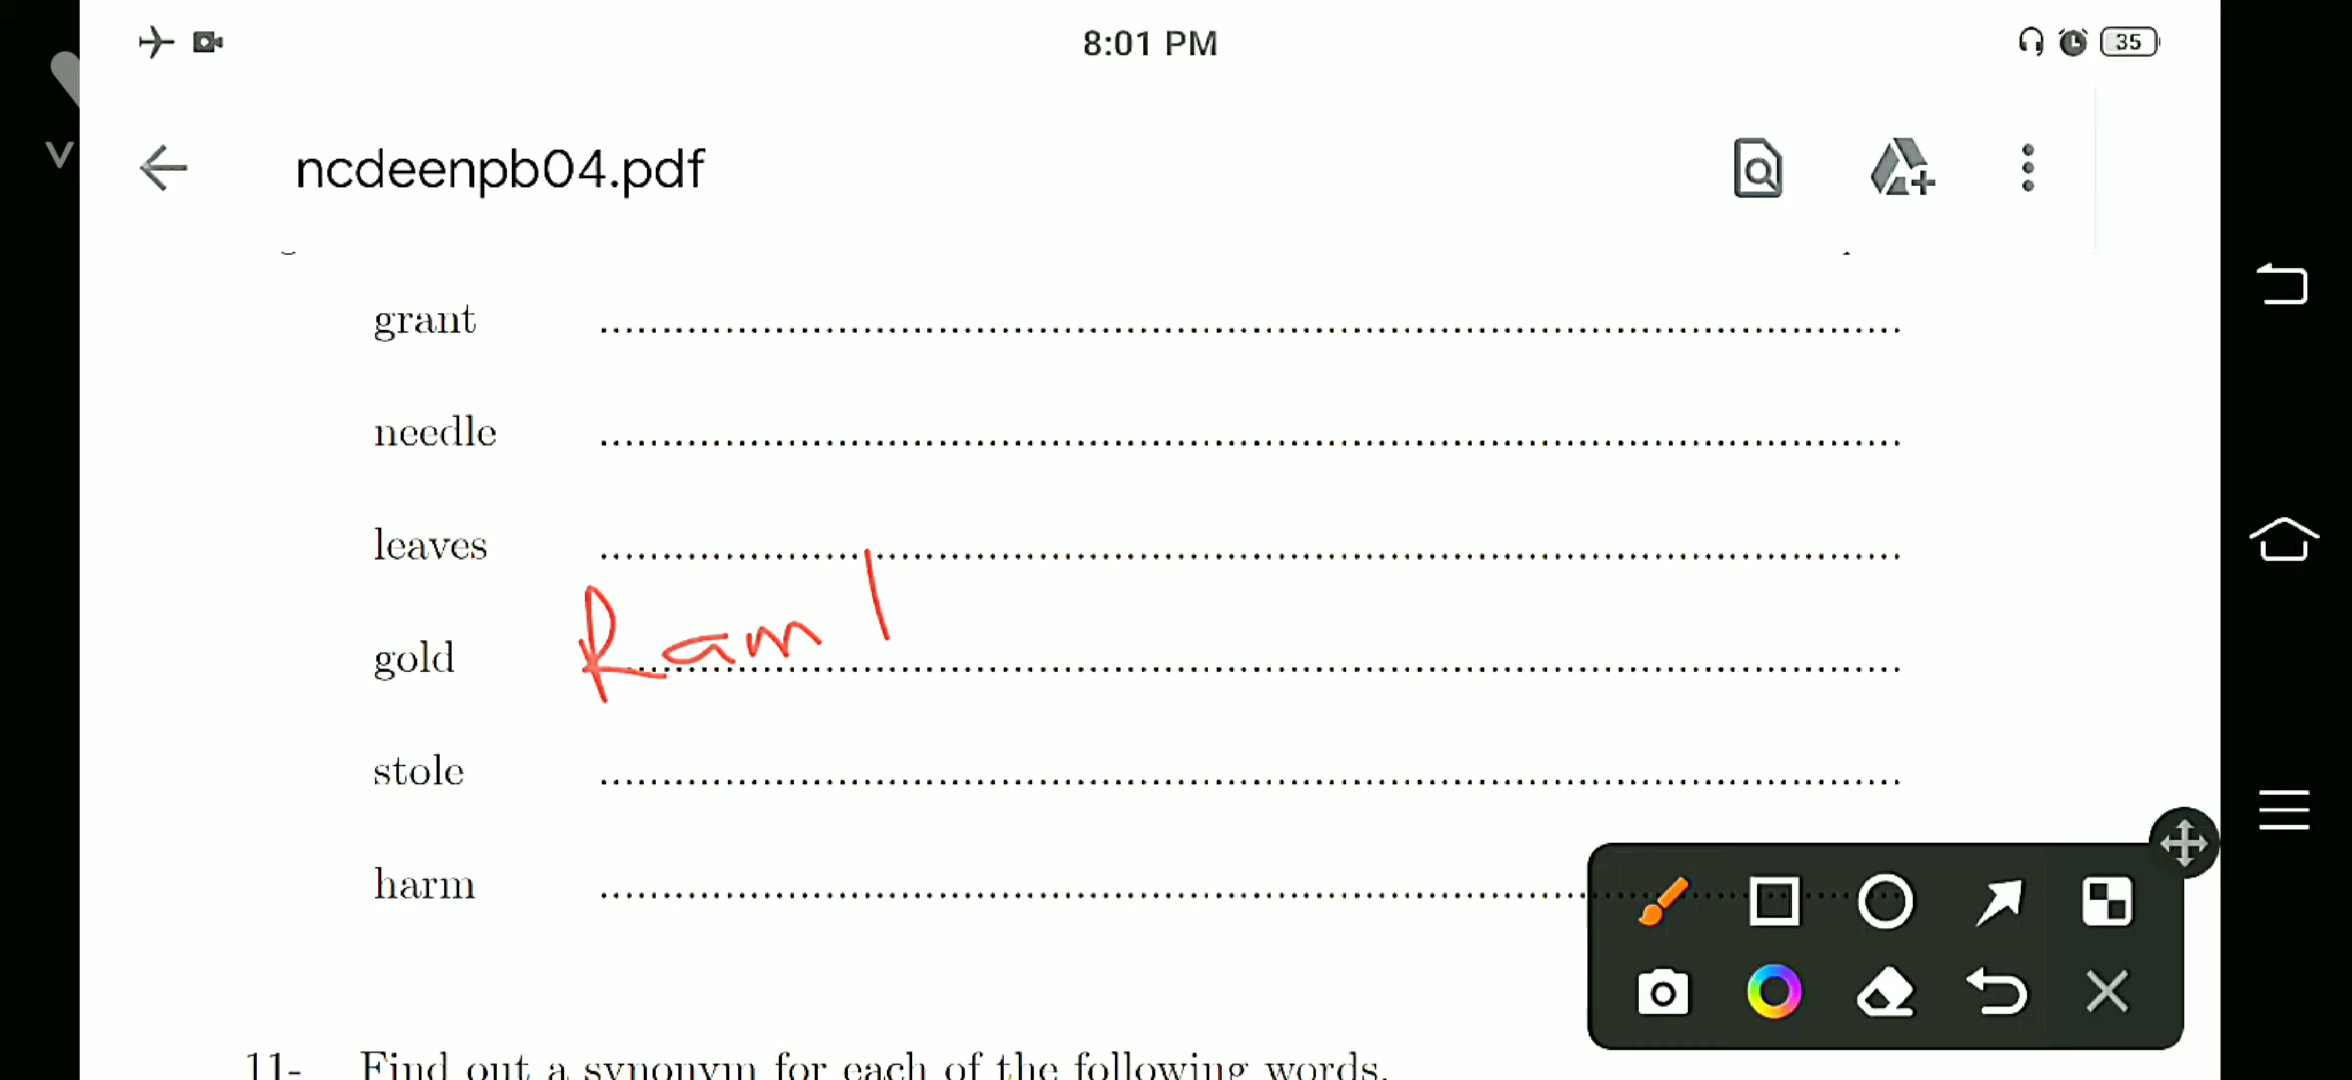 8:01 PM
35
V
ncdeenpb04.pdf
grant ........................................................................
needle ........................................................................
leaves ........................................................................
gold Ram ........................................................................
stole ........................................................................
harm ........................................................................
11- Find out a synonym for each of the following words.